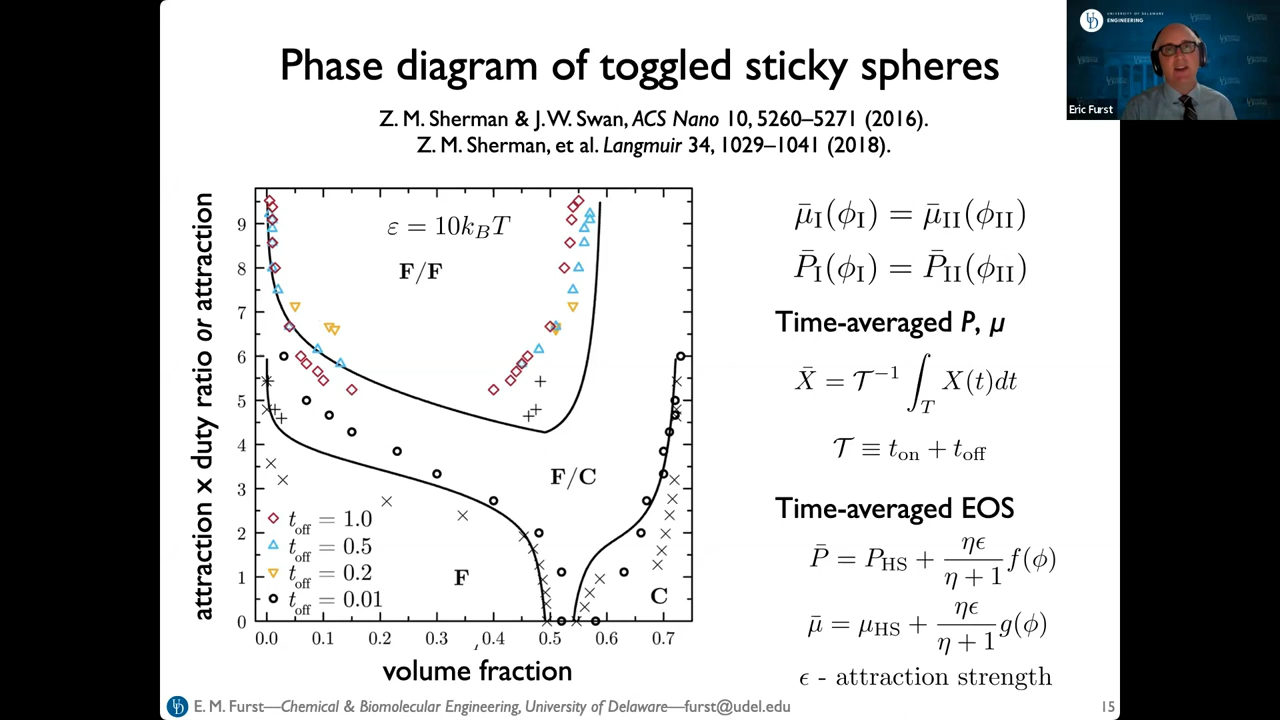 UNIVERSITY OF DELAWARE
ENGINEERING
Eric Furst
Phase diagram of toggled sticky spheres
Z. M. Sherman & J. W. Swan, ACS Nano 10, 5260–5271 (2016).
Z. M. Sherman, et al. Langmuir 34, 1029–1041 (2018).
attraction x duty ratio or attraction
9
8
7
6
5
4
3
2
1
0
ε = 10k_BT
F/F
F/C
F
C
t_off = 1.0
t_off = 0.5
t_off = 0.2
t_off = 0.01
0.0 0.1 0.2 0.3 0.4 0.5 0.6 0.7
volume fraction
μ̄_I(ϕ_I) = μ̄_II(ϕ_II)
P̄_I(ϕ_I) = P̄_II(ϕ_II)
Time-averaged P, μ
X̄ = 𝒯⁻¹ ∫_T X(t)dt
𝒯 ≡ t_on + t_off
Time-averaged EOS
P̄ = P_HS + ηϵ/(η + 1) f(ϕ)
μ̄ = μ_HS + ηϵ/(η + 1) g(ϕ)
ϵ - attraction strength
E. M. Furst—Chemical & Biomolecular Engineering, University of Delaware—furst@udel.edu
15